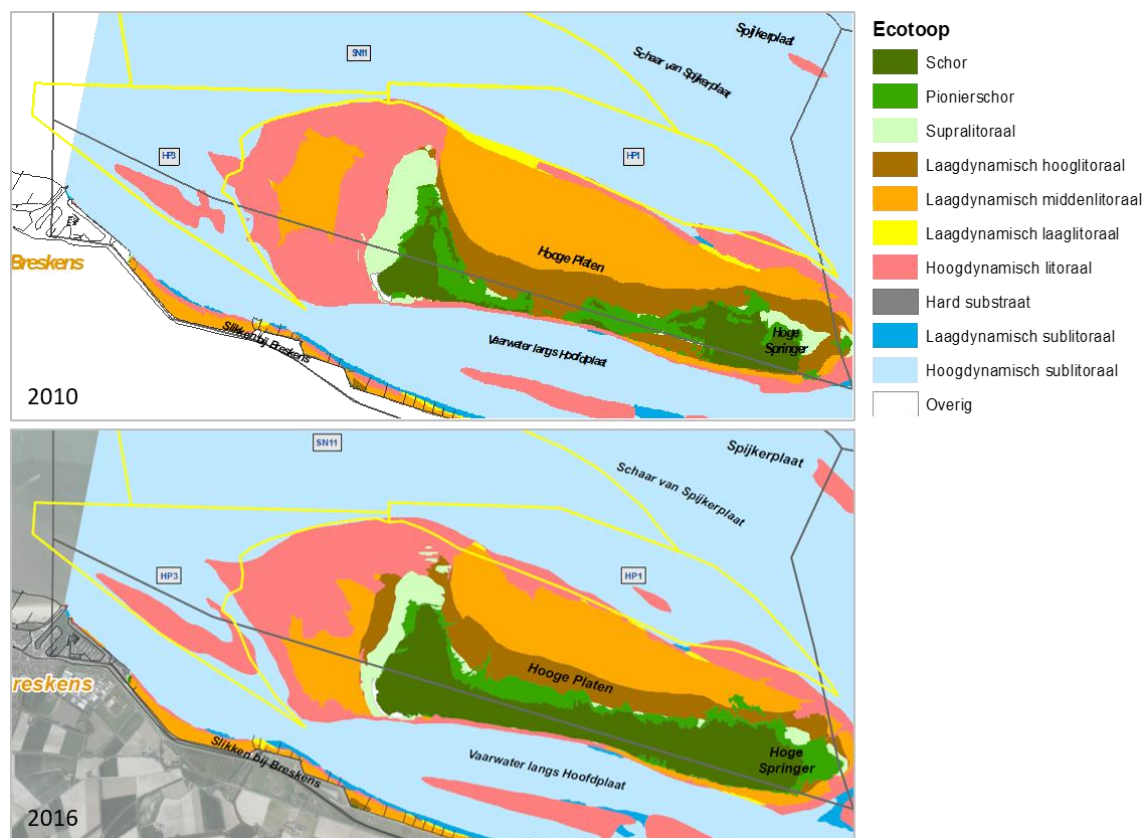 Spijkerplaat
SN11
Schaar van Spijkerplaat
HP3
HP1
Hooge Platen
Breskens
Slikken bij Breskens
Vaarwater langs Hoofdplaat
Hoge
Springer
2010
Ecotoop
Schor
Pionierschor
Supralitoraal
Laagdynamisch hooglitoraal
Laagdynamisch middenlitoraal
Laagdynamisch laaglitoraal
Hoogdynamisch litoraal
Hard substraat
Laagdynamisch sublitoraal
Hoogdynamisch sublitoraal
Overig
SN11
Spijkerplaat
Schaar van Spijkerplaat
HP3
HP1
Hooge Platen
reskens
Slikken bij Breskens
Vaarwater langs Hoofdplaat
Hoge
Springer
2016